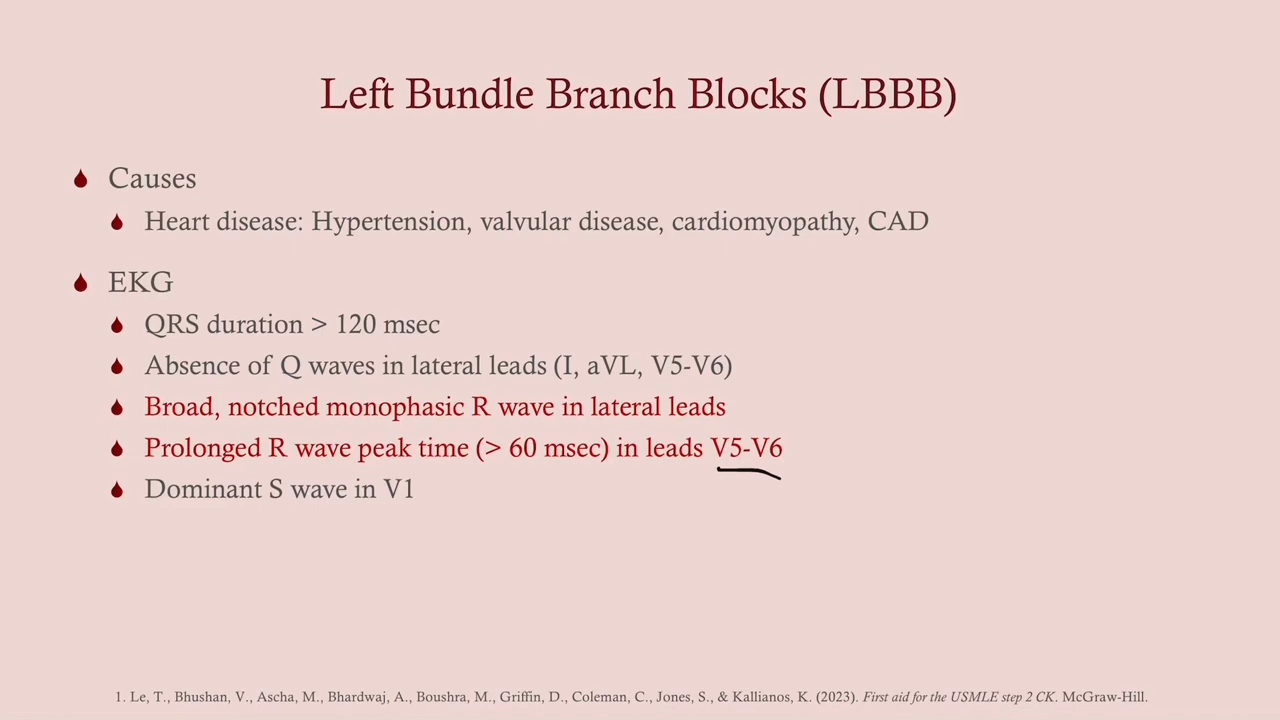 Left Bundle Branch Blocks (LBBB)
Causes
Heart disease: Hypertension, valvular disease, cardiomyopathy, CAD
EKG
QRS duration > 120 msec
Absence of Q waves in lateral leads (I, aVL, V5-V6)
Broad, notched monophasic R wave in lateral leads
Prolonged R wave peak time (> 60 msec) in leads V5-V6
Dominant S wave in V1
1. Le, T., Bhushan, V., Ascha, M., Bhardwaj, A., Boushra, M., Griffin, D., Coleman, C., Jones, S., & Kallianos, K. (2023). First aid for the USMLE step 2 CK. McGraw-Hill.